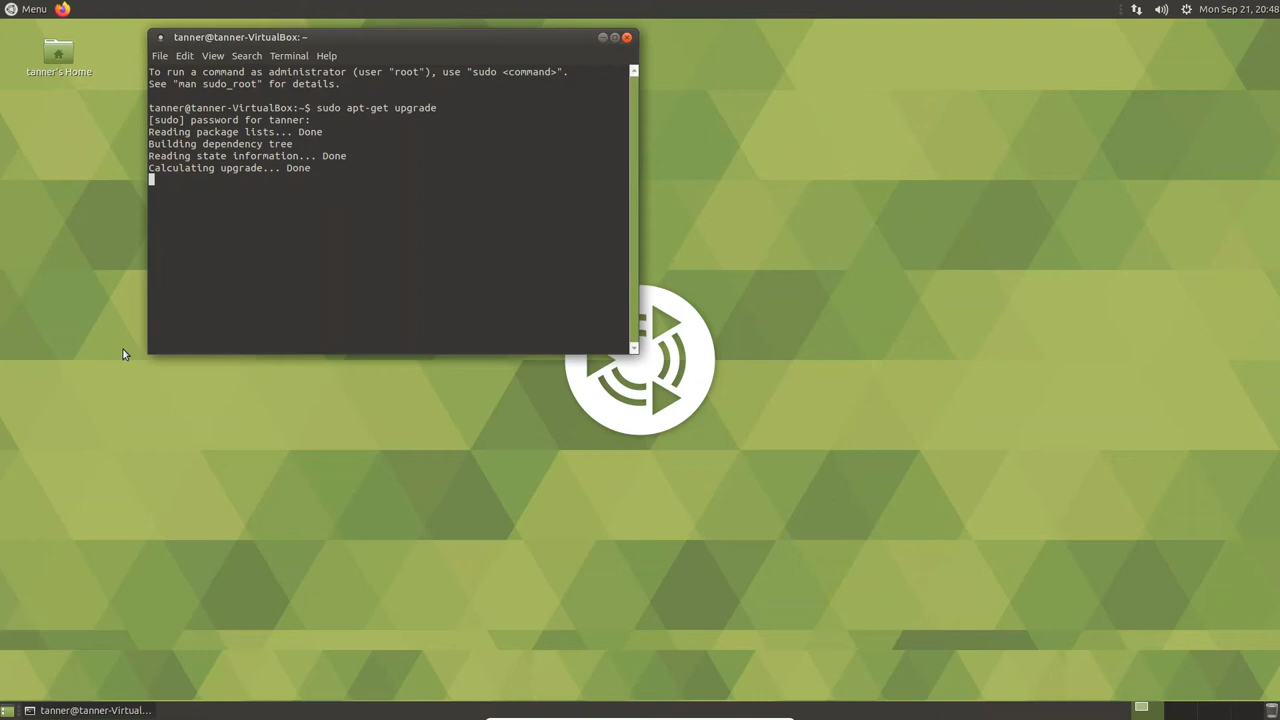 Menu
Mon Sep 21, 20:48
tanner's Home
tanner@tanner-VirtualBox: ~
File Edit View Search Terminal Help
To run a command as administrator (user "root"), use "sudo <command>".
See "man sudo_root" for details.
tanner@tanner-VirtualBox:~$ sudo apt-get upgrade
[sudo] password for tanner:
Reading package lists... Done
Building dependency tree
Reading state information... Done
Calculating upgrade... Done
tanner@tanner-Virtual...